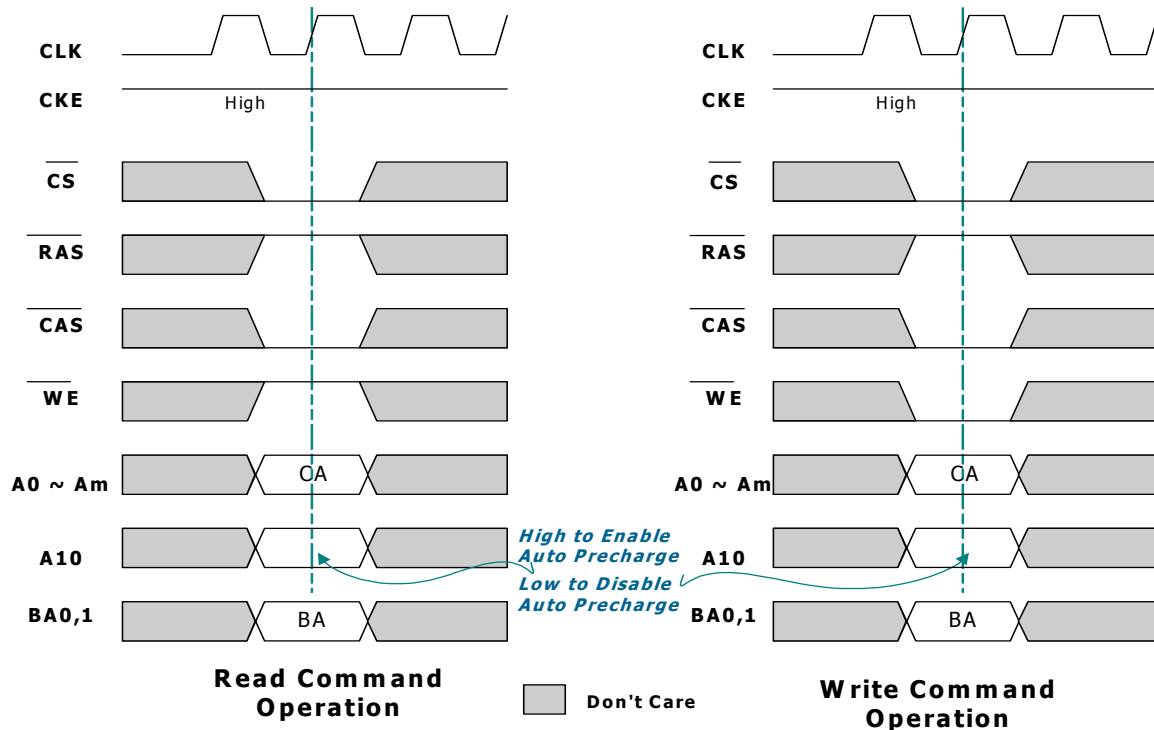 CLK
CKE
High
CS
RAS
CAS
WE
A0 ~ Am
CA
A10
BA0,1
BA
Read Command
Operation
High to Enable
Auto Precharge
Low to Disable
Auto Precharge
Don't Care
CLK
CKE
High
CS
RAS
CAS
WE
A0 ~ Am
CA
A10
BA0,1
BA
Write Command
Operation